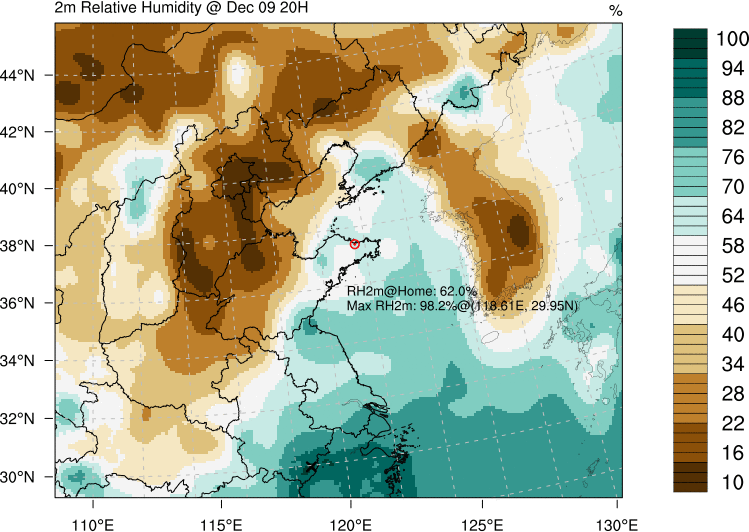 2m Relative Humidity @ Dec 09 20H
%
44°N
42°N
40°N
38°N
36°N
34°N
32°N
30°N
RH2m@Home: 62.0%
Max RH2m: 98.2%@(118.61E, 29.95N)
110°E 115°E 120°E 125°E 130°E
100
94
88
82
76
70
64
58
52
46
40
34
28
22
16
10